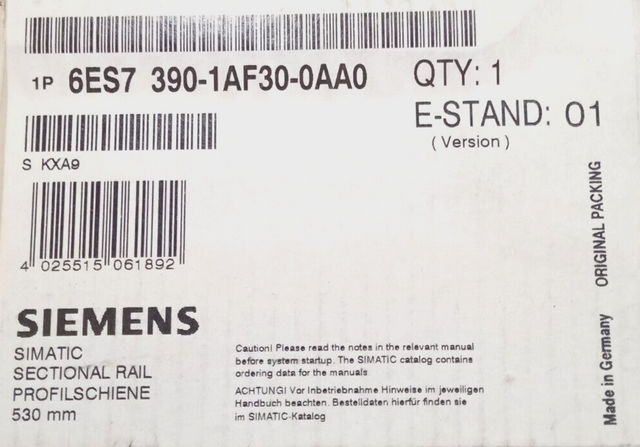 1P 6ES7 390-1AF30-0AA0
QTY: 1
E-STAND: 01
(Version)
S KXA9
4 025515 061892
SIEMENS
SIMATIC
SECTIONAL RAIL
PROFILSCHIENE
530 mm
Caution! Please read the notes in the relevant manual
before system startup. The SIMATIC catalog contains
ordering data for the manuals
ACHTUNG! Vor Inbetriebnahme Hinweise im jeweiligen
Handbuch beachten. Bestelldaten hierfür finden sie
im SIMATIC-Katalog
Made in Germany ORIGINAL PACKING